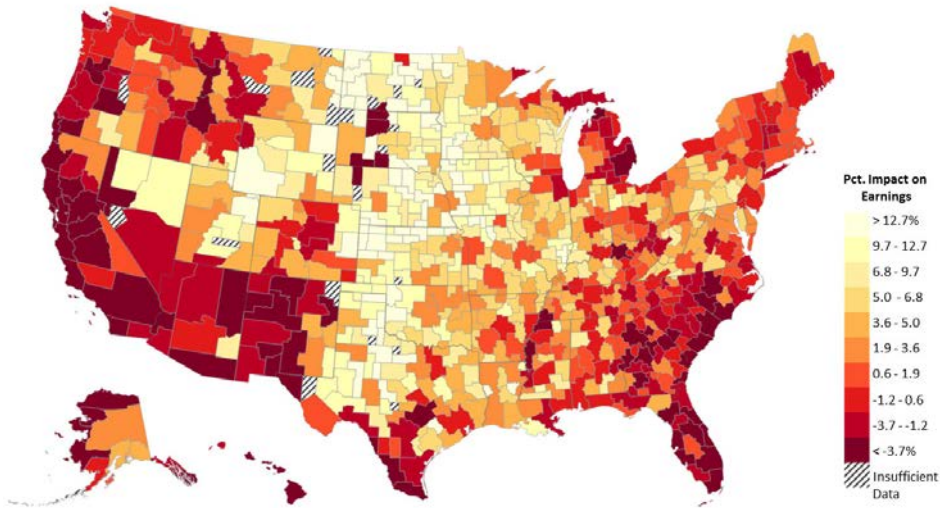 Pct. Impact on
Earnings
> 12.7%
9.7 - 12.7
6.8 - 9.7
5.0 - 6.8
3.6 - 5.0
1.9 - 3.6
0.6 - 1.9
-1.2 - 0.6
-3.7 - -1.2
< -3.7%
Insufficient
Data